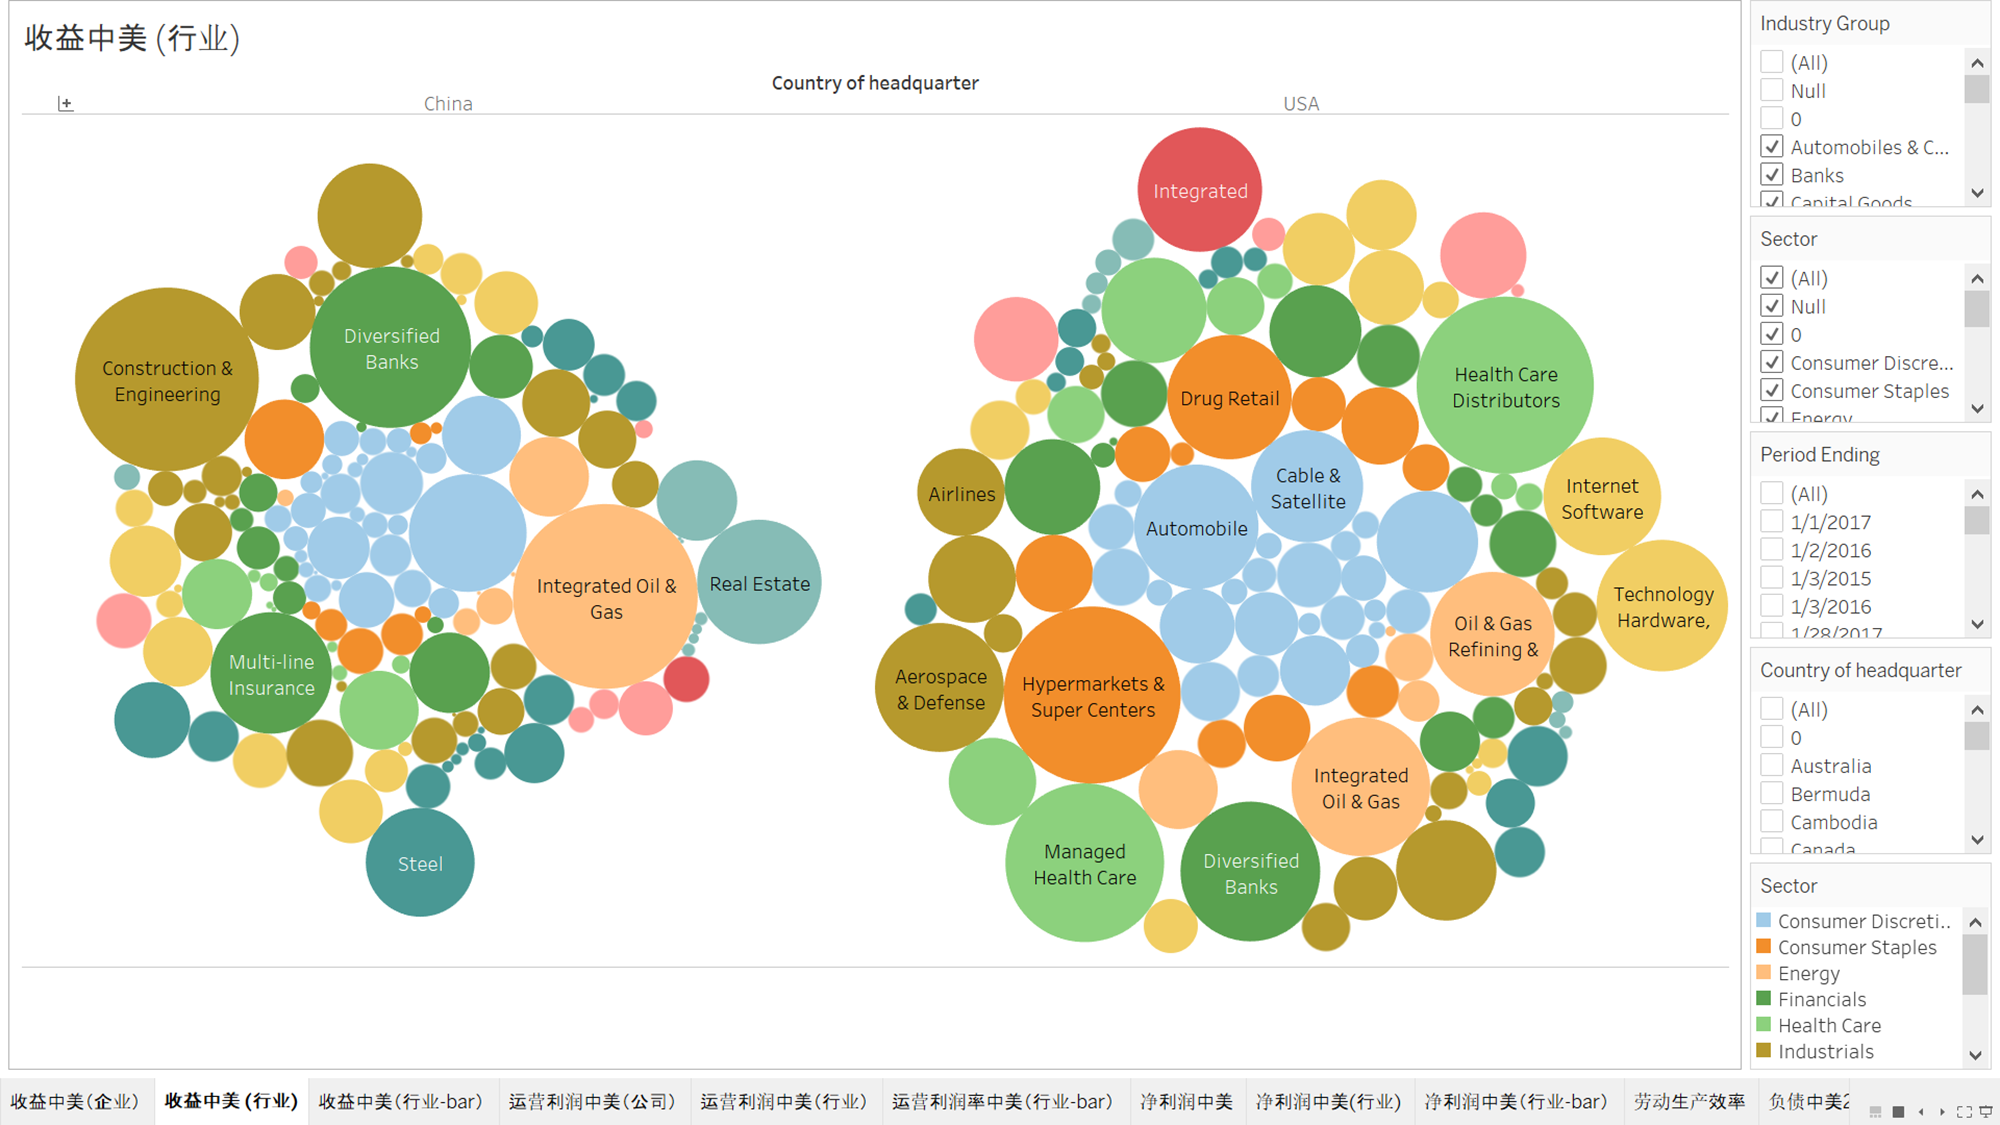 收益中美 (行业)
Country of headquarter
China
USA
Integrated
Diversified
Banks
Construction &
Engineering
Integrated Oil &
Gas
Real Estate
Multi-line
Insurance
Steel
Drug Retail
Health Care
Distributors
Airlines
Cable &
Satellite
Automobile
Internet
Software
Technology
Hardware,
Oil & Gas
Refining &
Aerospace
& Defense
Hypermarkets &
Super Centers
Integrated
Oil & Gas
Managed
Health Care
Diversified
Banks
Industry Group
(All)
Null
0
Automobiles & C...
Banks
Capital Goods
Sector
(All)
Null
0
Consumer Discre...
Consumer Staples
Energy
Period Ending
(All)
1/1/2017
1/2/2016
1/3/2015
1/3/2016
1/28/2017
Country of headquarter
(All)
0
Australia
Bermuda
Cambodia
Canada
Sector
Consumer Discreti..
Consumer Staples
Energy
Financials
Health Care
Industrials
收益中美(企业)
收益中美 (行业)
收益中美(行业-bar)
运营利润中美(公司)
运营利润中美(行业)
运营利润率中美(行业-bar)
净利润中美
净利润中美(行业)
净利润中美(行业-bar)
劳动生产效率
负债中美2